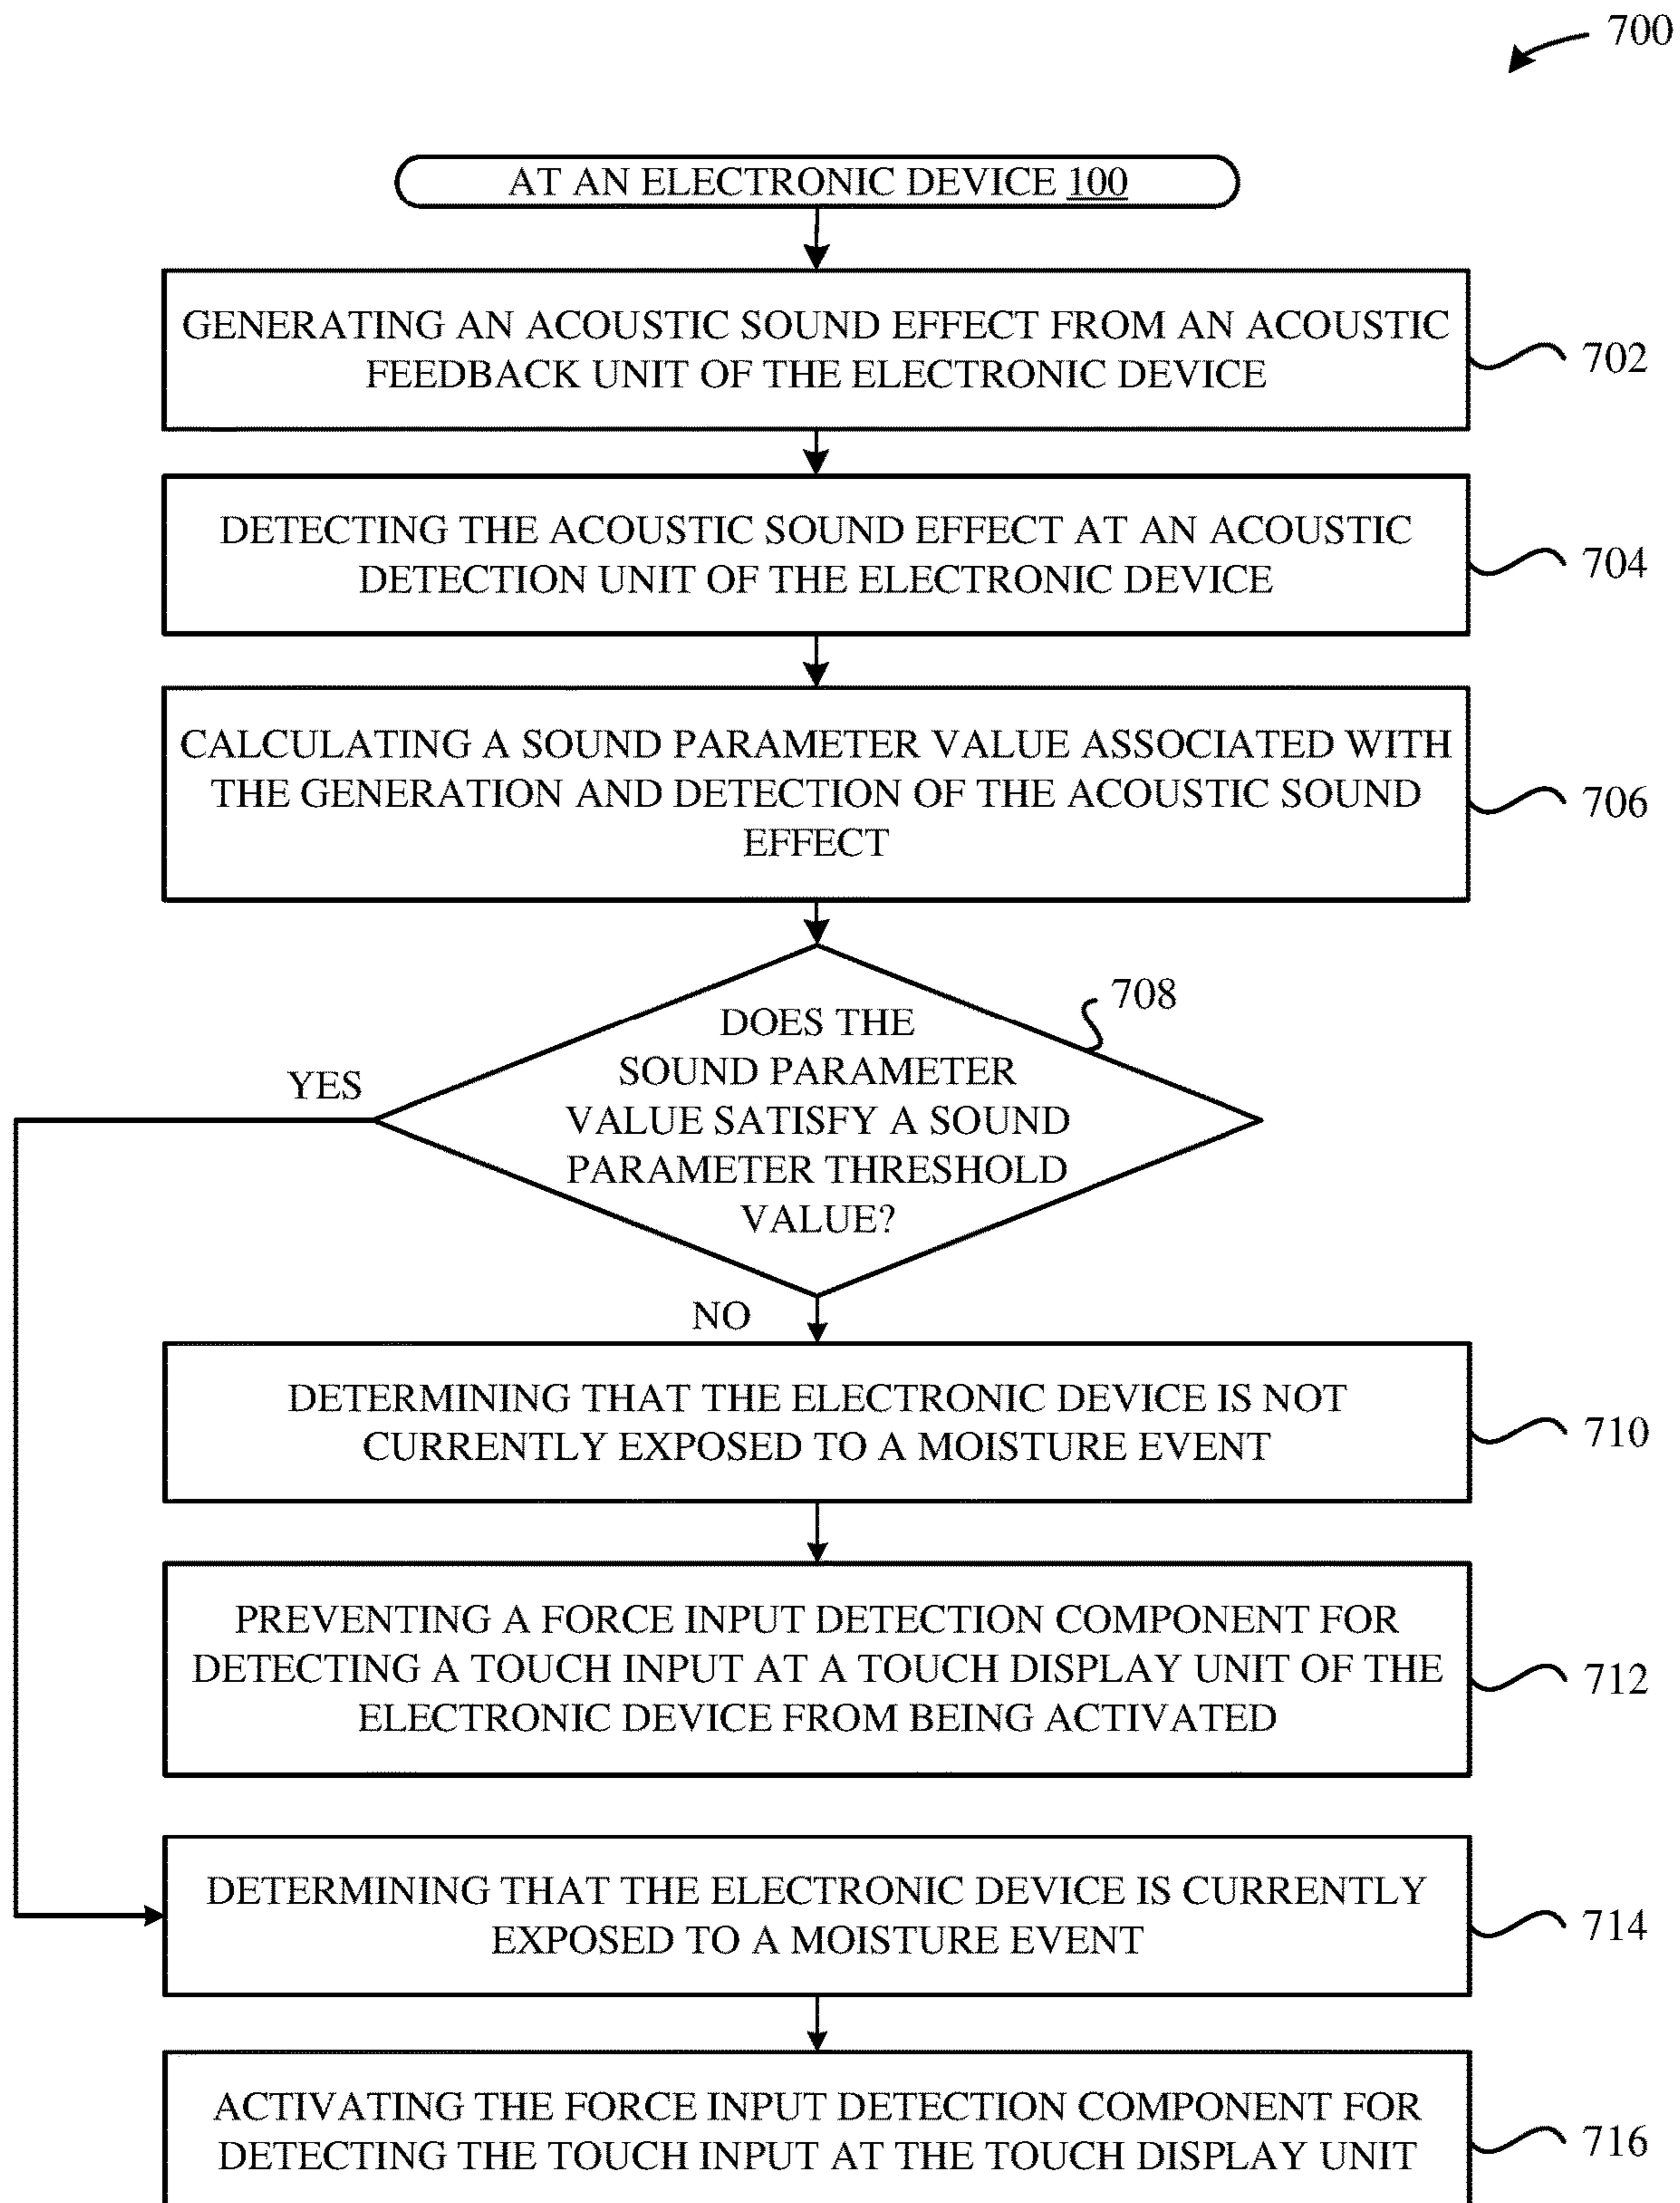 700
AT AN ELECTRONIC DEVICE 100
GENERATING AN ACOUSTIC SOUND EFFECT FROM AN ACOUSTIC
FEEDBACK UNIT OF THE ELECTRONIC DEVICE
702
DETECTING THE ACOUSTIC SOUND EFFECT AT AN ACOUSTIC
DETECTION UNIT OF THE ELECTRONIC DEVICE
704
CALCULATING A SOUND PARAMETER VALUE ASSOCIATED WITH
THE GENERATION AND DETECTION OF THE ACOUSTIC SOUND
EFFECT
706
708
DOES THE
SOUND PARAMETER
VALUE SATISFY A SOUND
PARAMETER THRESHOLD
VALUE?
YES
NO
DETERMINING THAT THE ELECTRONIC DEVICE IS NOT
CURRENTLY EXPOSED TO A MOISTURE EVENT
710
PREVENTING A FORCE INPUT DETECTION COMPONENT FOR
DETECTING A TOUCH INPUT AT A TOUCH DISPLAY UNIT OF THE
ELECTRONIC DEVICE FROM BEING ACTIVATED
712
DETERMINING THAT THE ELECTRONIC DEVICE IS CURRENTLY
EXPOSED TO A MOISTURE EVENT
714
ACTIVATING THE FORCE INPUT DETECTION COMPONENT FOR
DETECTING THE TOUCH INPUT AT THE TOUCH DISPLAY UNIT
716